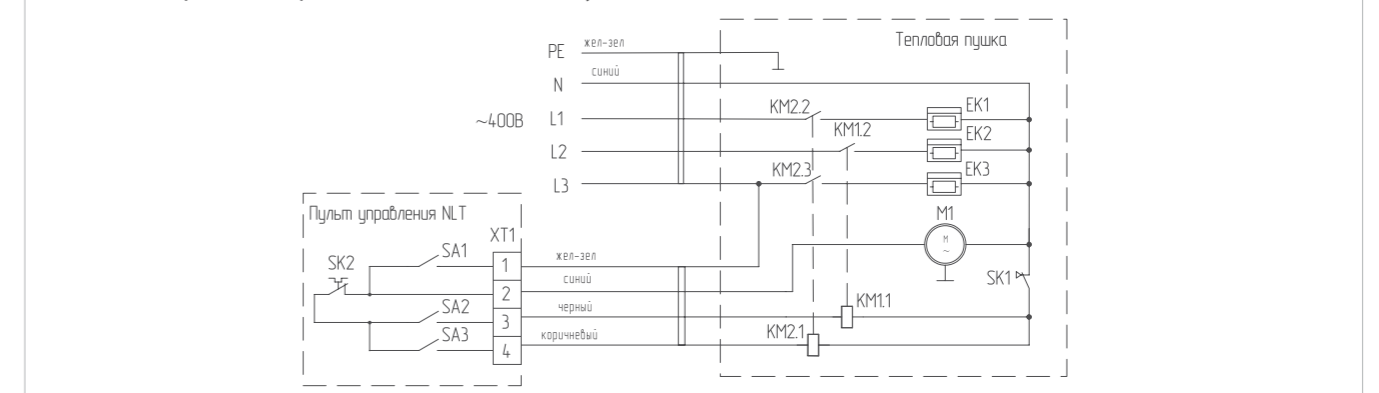 Тепловая пушка
PE
жел-зел
N
синий
~400В
L1
KM2.2
EK1
L2
KM1.2
EK2
L3
KM2.3
EK3
Пульт управления NLT
XT1
M1
M
~
SK2
SA1
1
жел-зел
2
синий
SK1
SA2
3
черный
KM1.1
SA3
4
коричневый
KM2.1